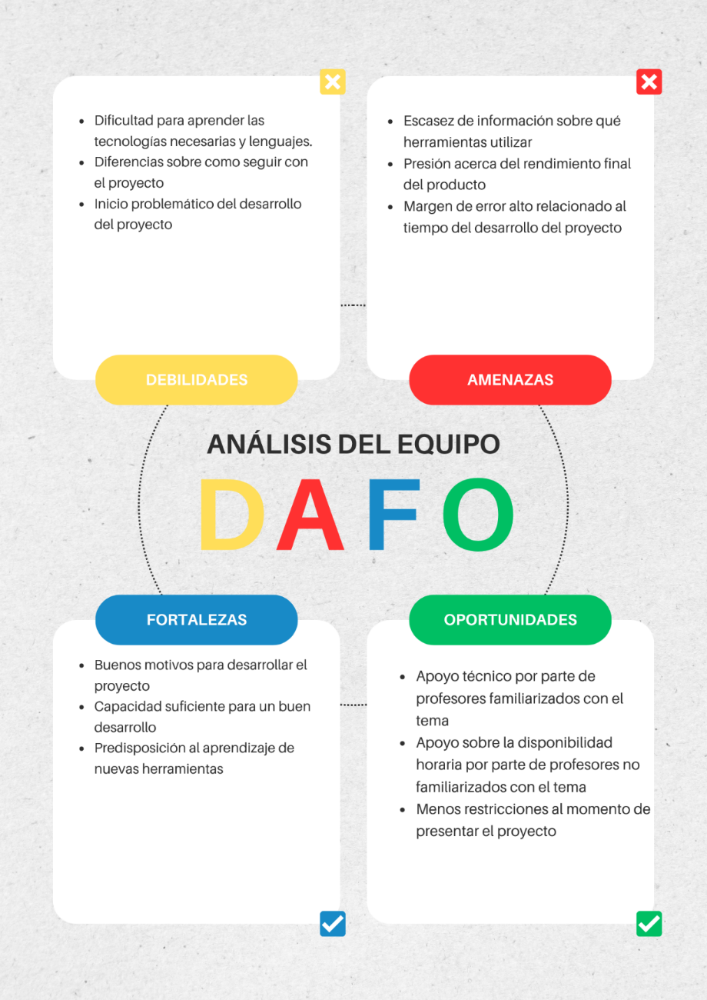 • Dificultad para aprender las
tecnologías necesarias y lenguajes.
• Diferencias sobre como seguir con
el proyecto
• Inicio problemático del desarrollo
del proyecto
DEBILIDADES
• Escasez de información sobre qué
herramientas utilizar
• Presión acerca del rendimiento final
del producto
• Margen de error alto relacionado al
tiempo del desarrollo del proyecto
AMENAZAS
ANÁLISIS DEL EQUIPO
DAFO
FORTALEZAS
• Buenos motivos para desarrollar el
proyecto
• Capacidad suficiente para un buen
desarrollo
• Predisposición al aprendizaje de
nuevas herramientas
OPORTUNIDADES
• Apoyo técnico por parte de
profesores familiarizados con el
tema
• Apoyo sobre la disponibilidad
horaria por parte de profesores no
familiarizados con el tema
• Menos restricciones al momento de
presentar el proyecto